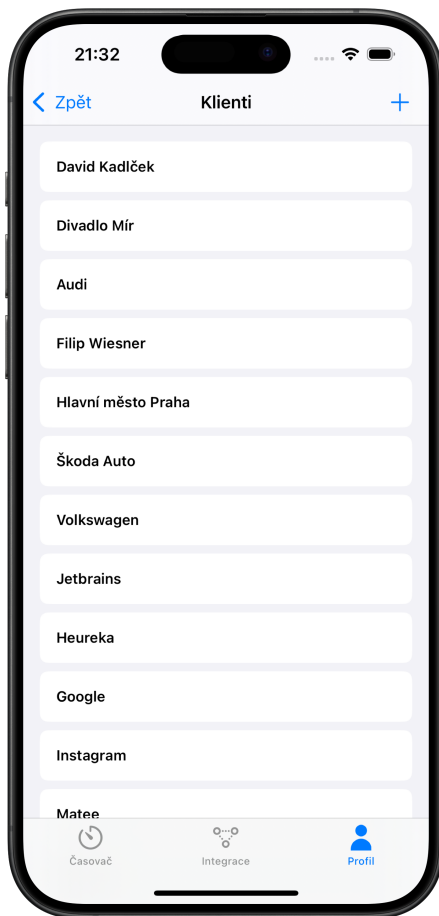 21:32
Zpět
Klienti
David Kadlček
Divadlo Mír
Audi
Filip Wiesner
Hlavní město Praha
Škoda Auto
Volkswagen
Jetbrains
Heureka
Google
Instagram
Matee
Časovač
Integrace
Profil